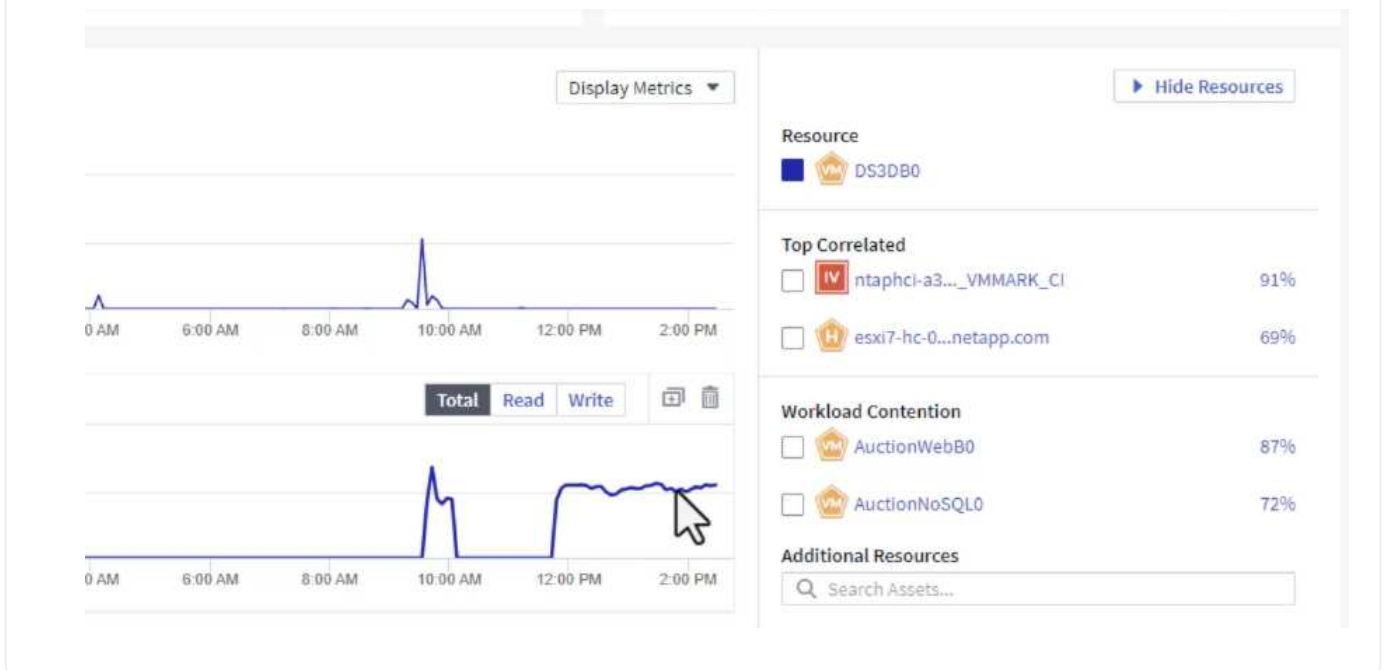 Display Metrics
Hide Resources
Resource
VM DS3DB0
Top Correlated
IV ntaphci-a3..._VMMARK_CI 91%
H esxi7-hc-0...netapp.com 69%
0 AM 6:00 AM 8:00 AM 10:00 AM 12:00 PM 2:00 PM
Total Read Write
Workload Contention
VM AuctionWebB0 87%
VM AuctionNoSQL0 72%
Additional Resources
Search Assets...
0 AM 6:00 AM 8:00 AM 10:00 AM 12:00 PM 2:00 PM